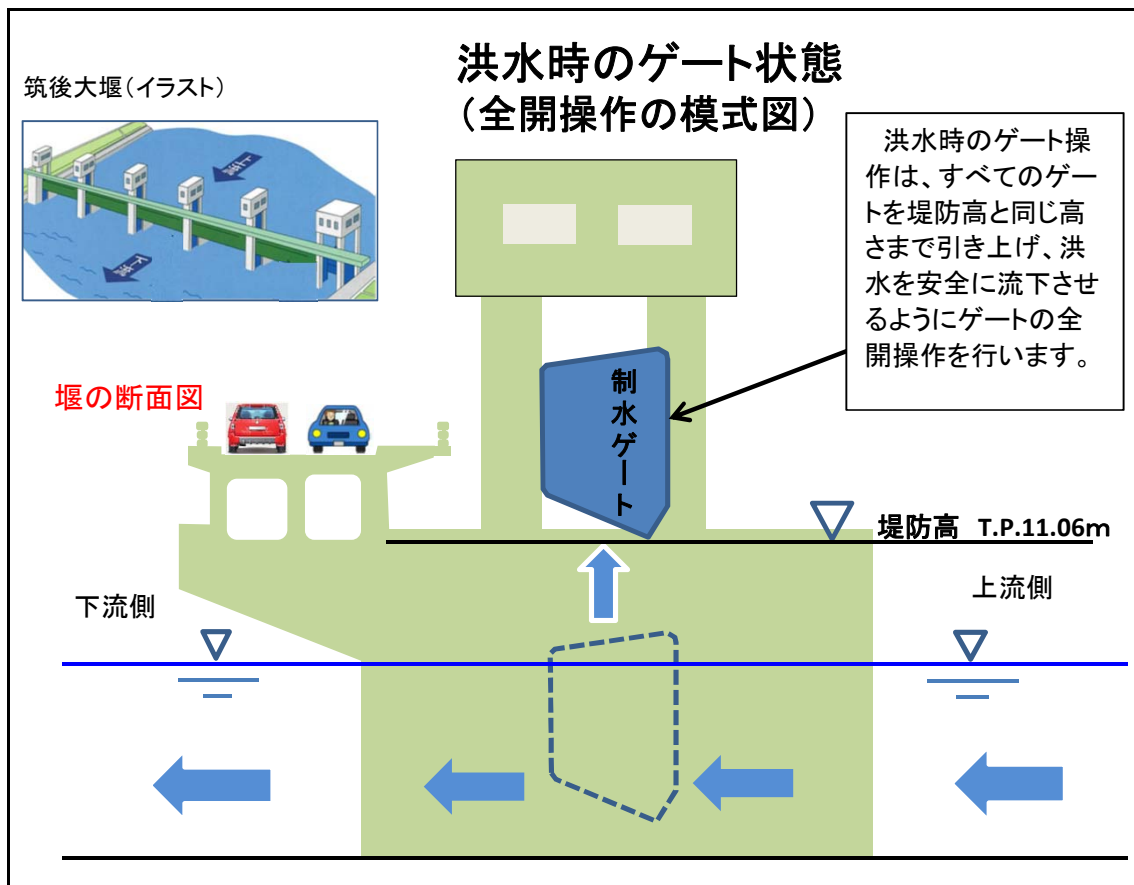 洪水時のゲート状態
（全開操作の模式図）
筑後大堰（イラスト）
上流
下流
洪水時のゲート操
作は、すべてのゲー
トを堤防高と同じ高
さまで引き上げ、洪
水を安全に流下させ
るようにゲートの全
開操作を行います。
堰の断面図
制水ゲート
堤防高 T.P.11.06ｍ
下流側
上流側